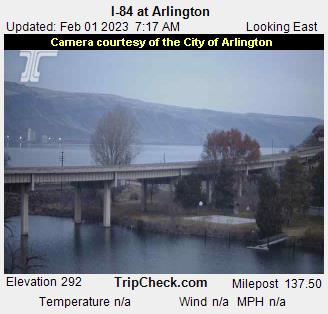 I-84 at Arlington
Updated: Feb 01 2023 7:17 AM Looking East
Camera courtesy of the City of Arlington
Elevation 292 TripCheck.com Milepost 137.50
Temperature n/a Wind n/a MPH n/a